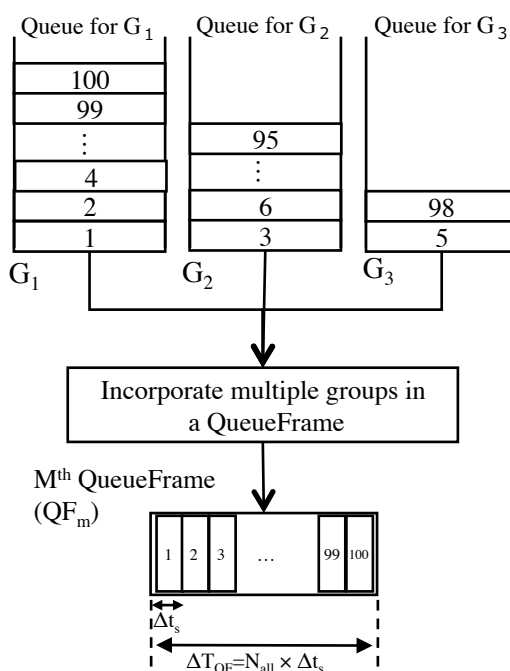 Queue for G1 Queue for G2 Queue for G3
100
99
⋮ 95
4 ⋮
2 6 98
1 3 5
G1 G2 G3
Incorporate multiple groups in
a QueueFrame
Mth QueueFrame
(QFm)
1 2 3 ... 99 100
Δts
ΔTQF=Nall × Δts